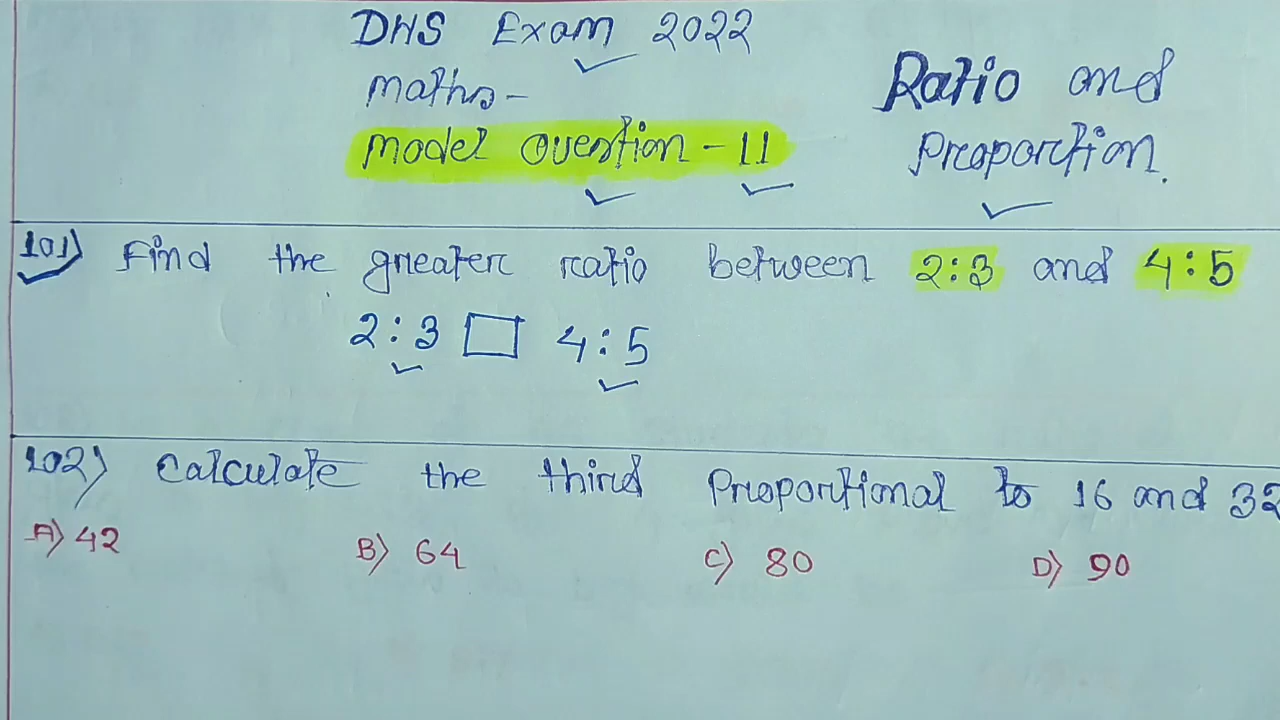 DHS Exam 2022
Maths-
Model Question - 11
Ratio and
Proportion.
101) Find the greater ratio between 2:3 and 4:5
2:3 □ 4:5
102) Calculate the third Proportional to 16 and 32
A) 42 B) 64 C) 80 D) 90